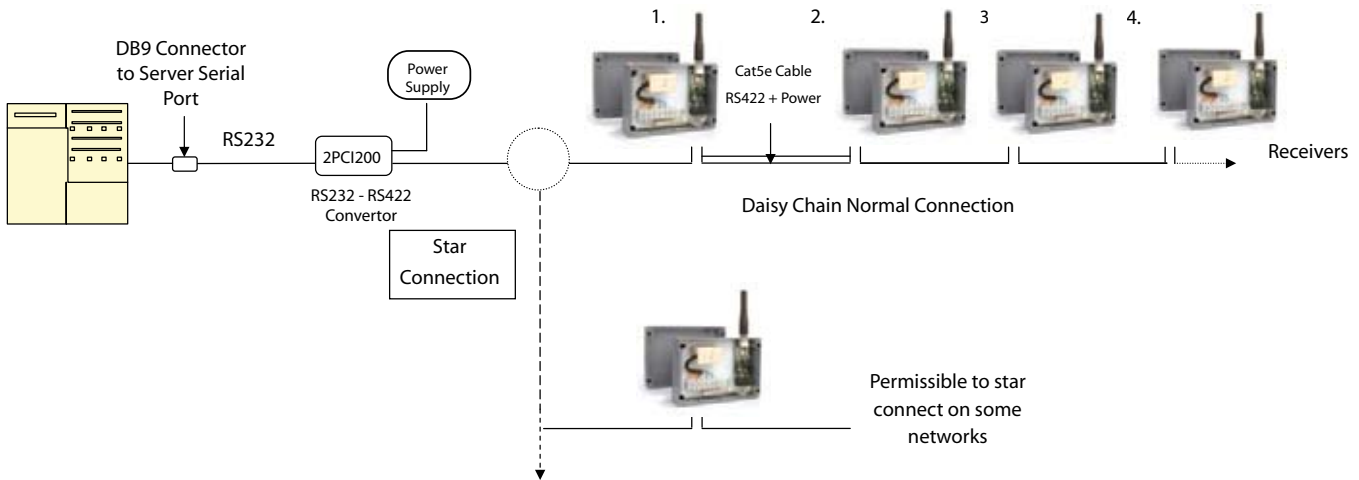 1.
2.
3
4.
DB9 Connector
to Server Serial
Port
Power
Supply
Cat5e Cable
RS422 + Power
RS232
2PCI200
Receivers
RS232 - RS422
Convertor
Daisy Chain Normal Connection
Star
Connection
Permissible to star
connect on some
networks